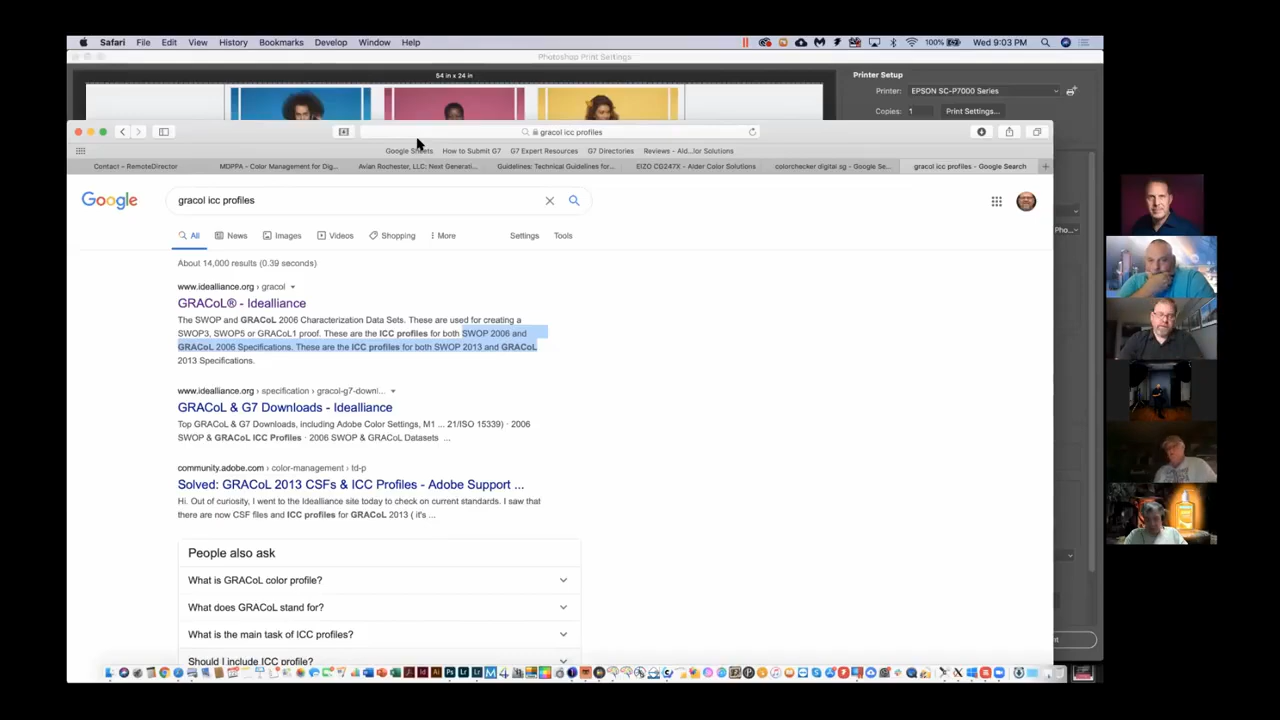 Safari File Edit View History Bookmarks Develop Window Help
100% Wed 9:03 PM
Photoshop Print Settings
54 in x 24 in
Printer Setup
Printer: EPSON SC-P7000 Series
Copies: 1 Print Settings...
gracol icc profiles
Google Sheets How to Submit G7 G7 Expert Resources G7 Directories Reviews - Ald...lor Solutions
Contact – RemoteDirector MDPPA - Color Management for Dig... Avian Rochester, LLC: Next Generati... Guidelines: Technical Guidelines for... EIZO CG247X - Alder Color Solutions colorchecker digital sg - Google Se... gracol icc profiles - Google Search
Google
gracol icc profiles
Pho...
All News Images Videos Shopping More Settings Tools
About 14,000 results (0.39 seconds)
www.idealliance.org › gracol
GRACoL® - Idealliance
The SWOP and GRACoL 2006 Characterization Data Sets. These are used for creating a
SWOP3, SWOP5 or GRACoL1 proof. These are the ICC profiles for both SWOP 2006 and
GRACoL 2006 Specifications. These are the ICC profiles for both SWOP 2013 and GRACoL
2013 Specifications.
www.idealliance.org › specification › gracol-g7-downl...
GRACoL & G7 Downloads - Idealliance
Top GRACoL & G7 Downloads, including Adobe Color Settings, M1 ... 21/ISO 15339) · 2006
SWOP & GRACoL ICC Profiles · 2006 SWOP & GRACoL Datasets ...
community.adobe.com › color-management › td-p
Solved: GRACoL 2013 CSFs & ICC Profiles - Adobe Support ...
Hi. Out of curiosity, I went to the Idealliance site today to check on current standards. I saw that
there are now CSF files and ICC profiles for GRACoL 2013 ( it's ...
People also ask
What is GRACoL color profile?
What does GRACoL stand for?
What is the main task of ICC profiles?
Should I include ICC profile?